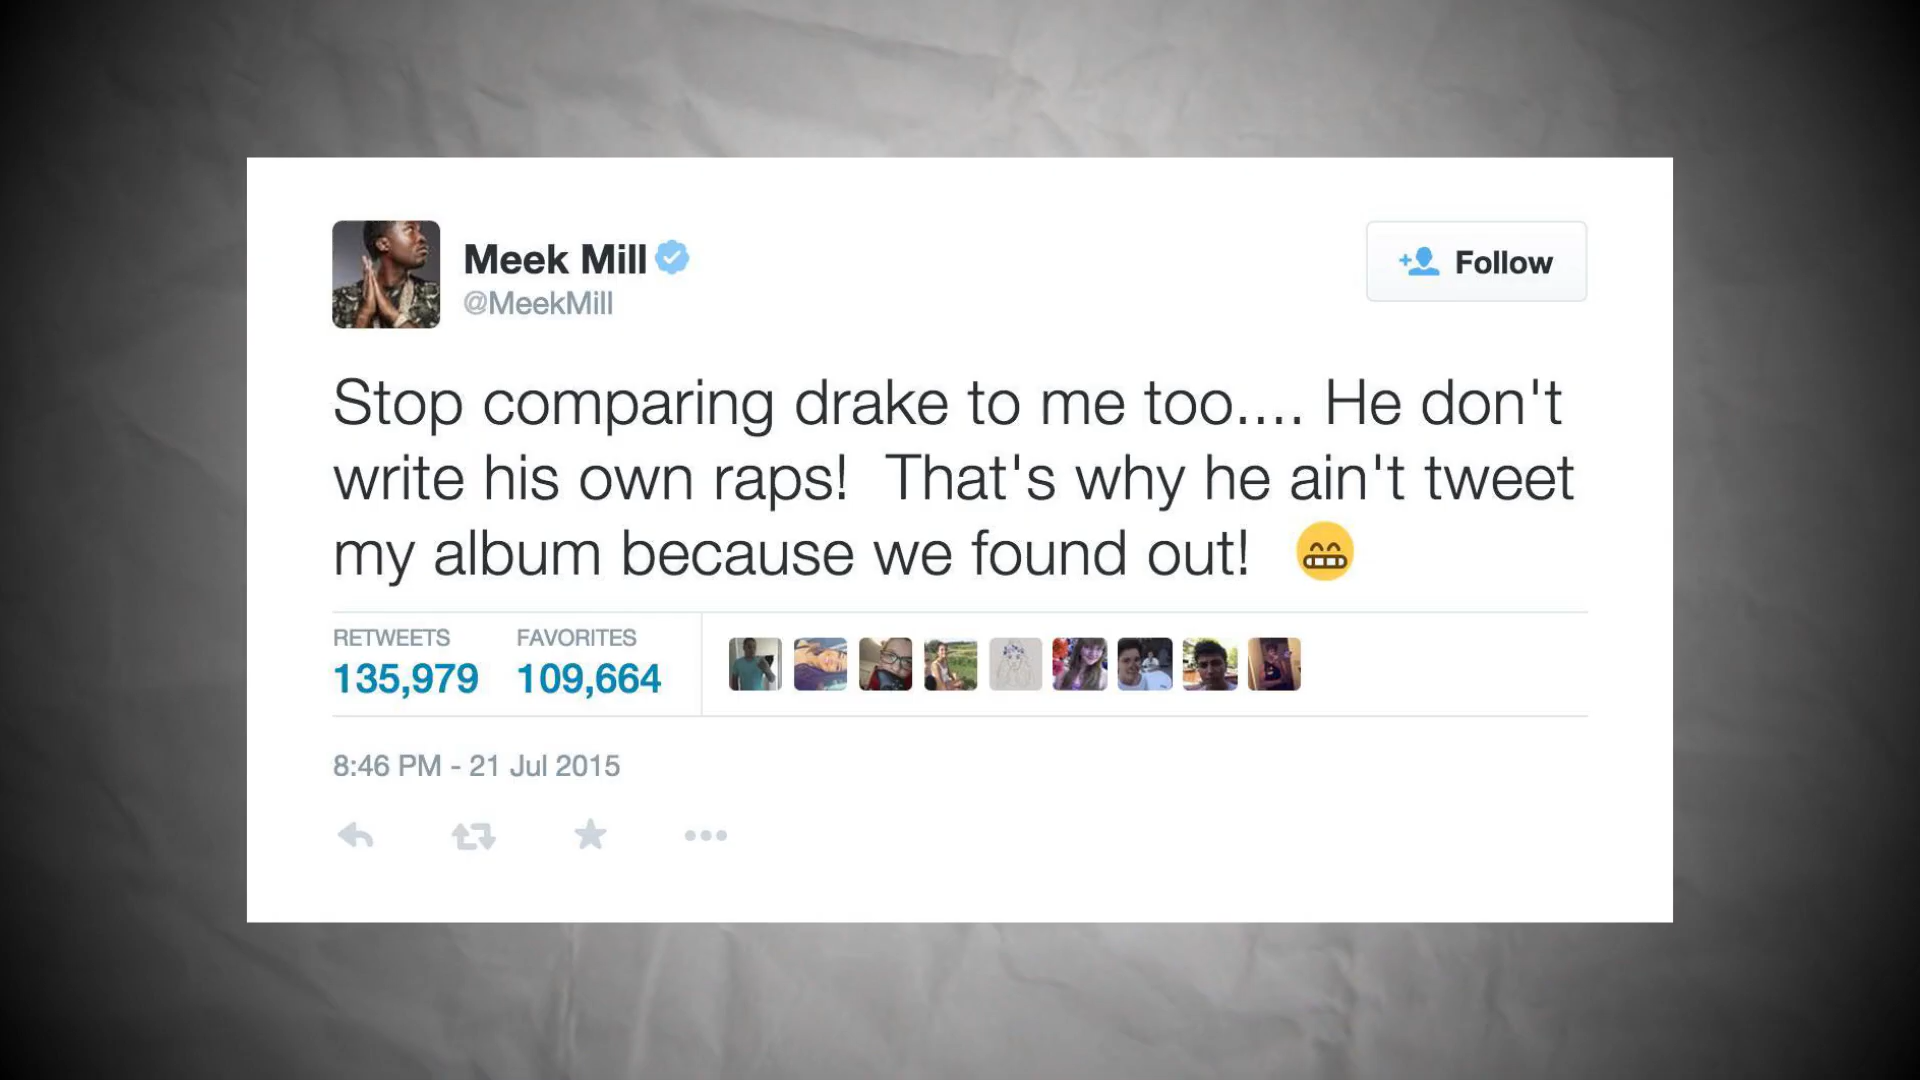 Meek Mill
@MeekMill
Follow
Stop comparing drake to me too.... He don't
write his own raps!  That's why he ain't tweet
my album because we found out! 😁
RETWEETS FAVORITES
135,979 109,664
8:46 PM - 21 Jul 2015